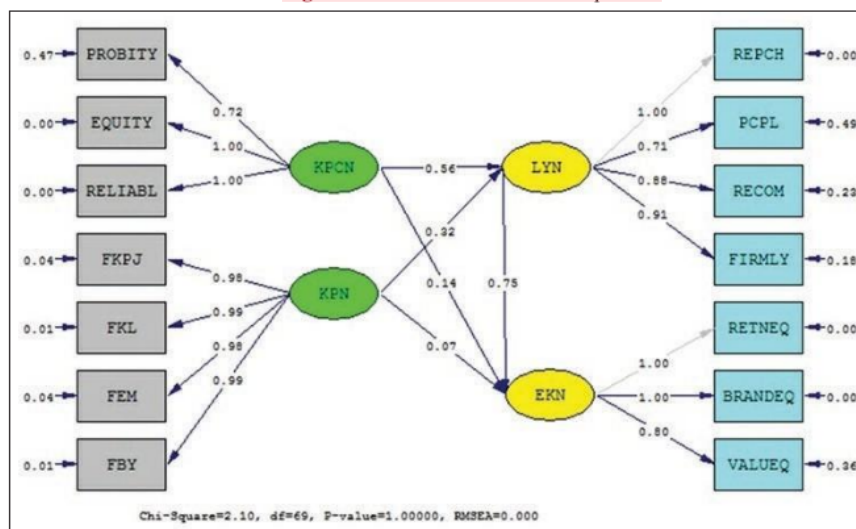 0.47 PROBITY
0.00 EQUITY
0.00 RELIABL
0.04 FKPJ
0.01 FKL
0.04 FEM
0.01 FBY
KPCN
KPN
0.72
1.00
1.00
0.98
0.99
0.98
0.99
0.56
0.32
0.14
0.07
0.75
LYN
EKN
1.00
0.71
0.88
0.91
1.00
1.00
0.80
REPCH 0.00
PCPL 0.49
RECOM 0.23
FIRMLY 0.18
RETNEQ 0.00
BRANDEQ 0.00
VALUEQ 0.36
Chi-Square=2.10, df=69, P-value=1.00000, RMSEA=0.000